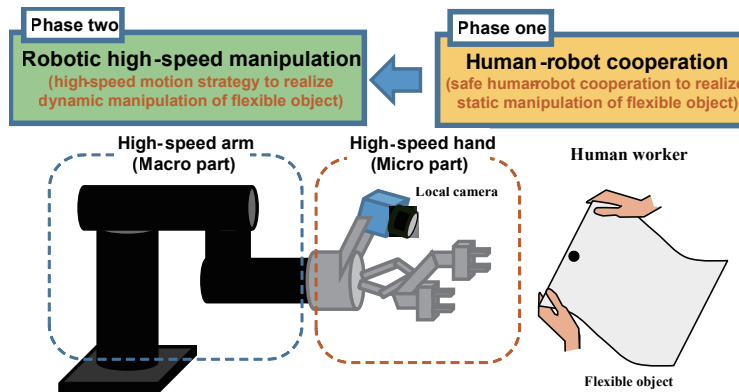 Phase two
Robotic high-speed manipulation
(high-speed motion strategy to realize
dynamic manipulation of flexible object)
Phase one
Human-robot cooperation
(safe human-robot cooperation to realize
static manipulation of flexible object)
High-speed arm
(Macro part)
High-speed hand
(Micro part)
Local camera
Human worker
Flexible object